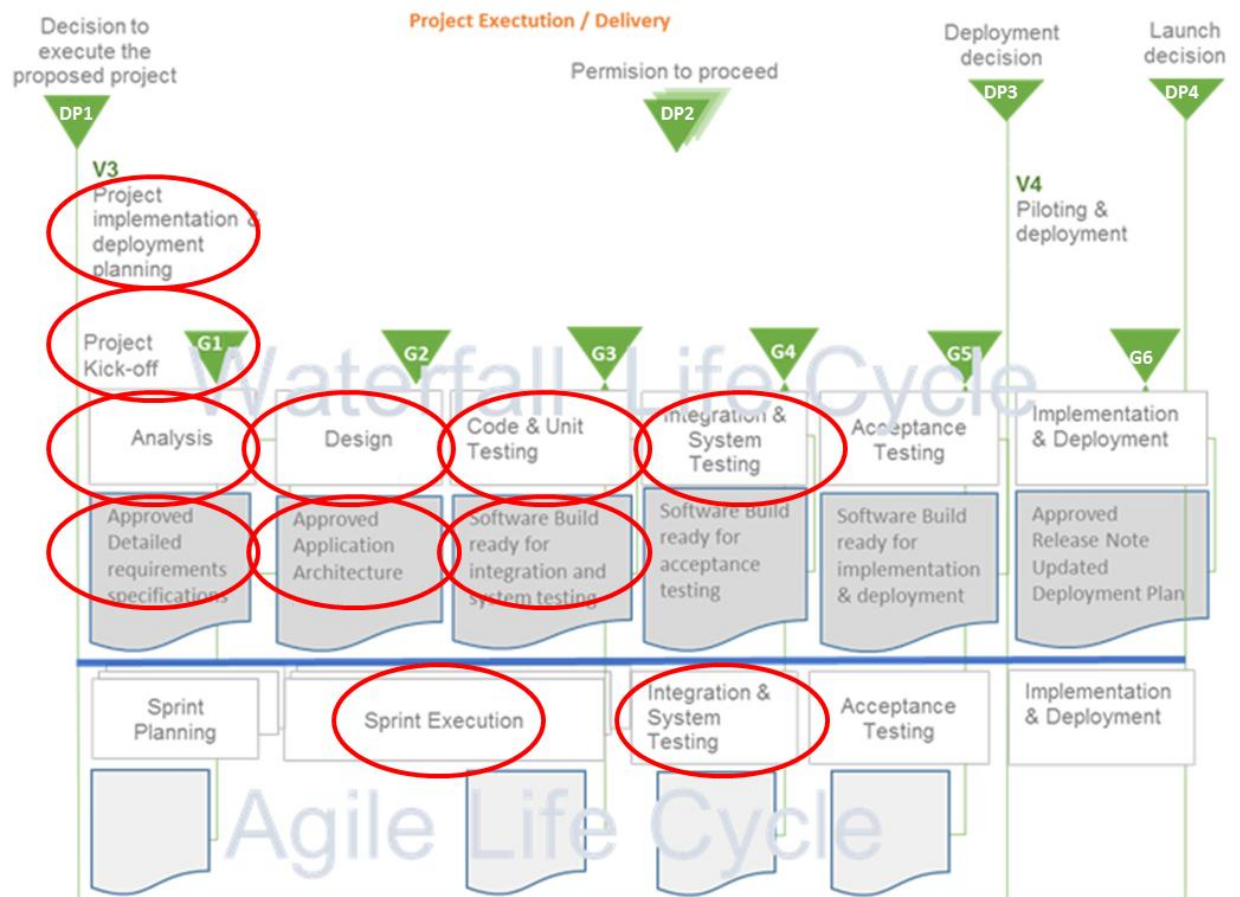 Project Exectution / Delivery
Decision to
execute the
proposed project
Permision to proceed
Deployment
decision
Launch
decision
DP1
DP2
DP3
DP4
V3
Project
implementation &
deployment
planning
V4
Piloting &
deployment
Project
Kick-off
G1
G2
G3
G4
G5
G6
Waterfall Life Cycle
Analysis
Design
Code & Unit
Testing
Integration &
System
Testing
Acceptance
Testing
Implementation
& Deployment
Approved
Detailed
requirements
specifications
Approved
Application
Architecture
Software Build
ready for
integration and
system testing
Software Build
ready for
acceptance
testing
Software Build
ready for
implementation
& deployment
Approved
Release Note
Updated
Deployment Plan
Sprint
Planning
Sprint Execution
Integration &
System
Testing
Acceptance
Testing
Implementation
& Deployment
Agile Life Cycle